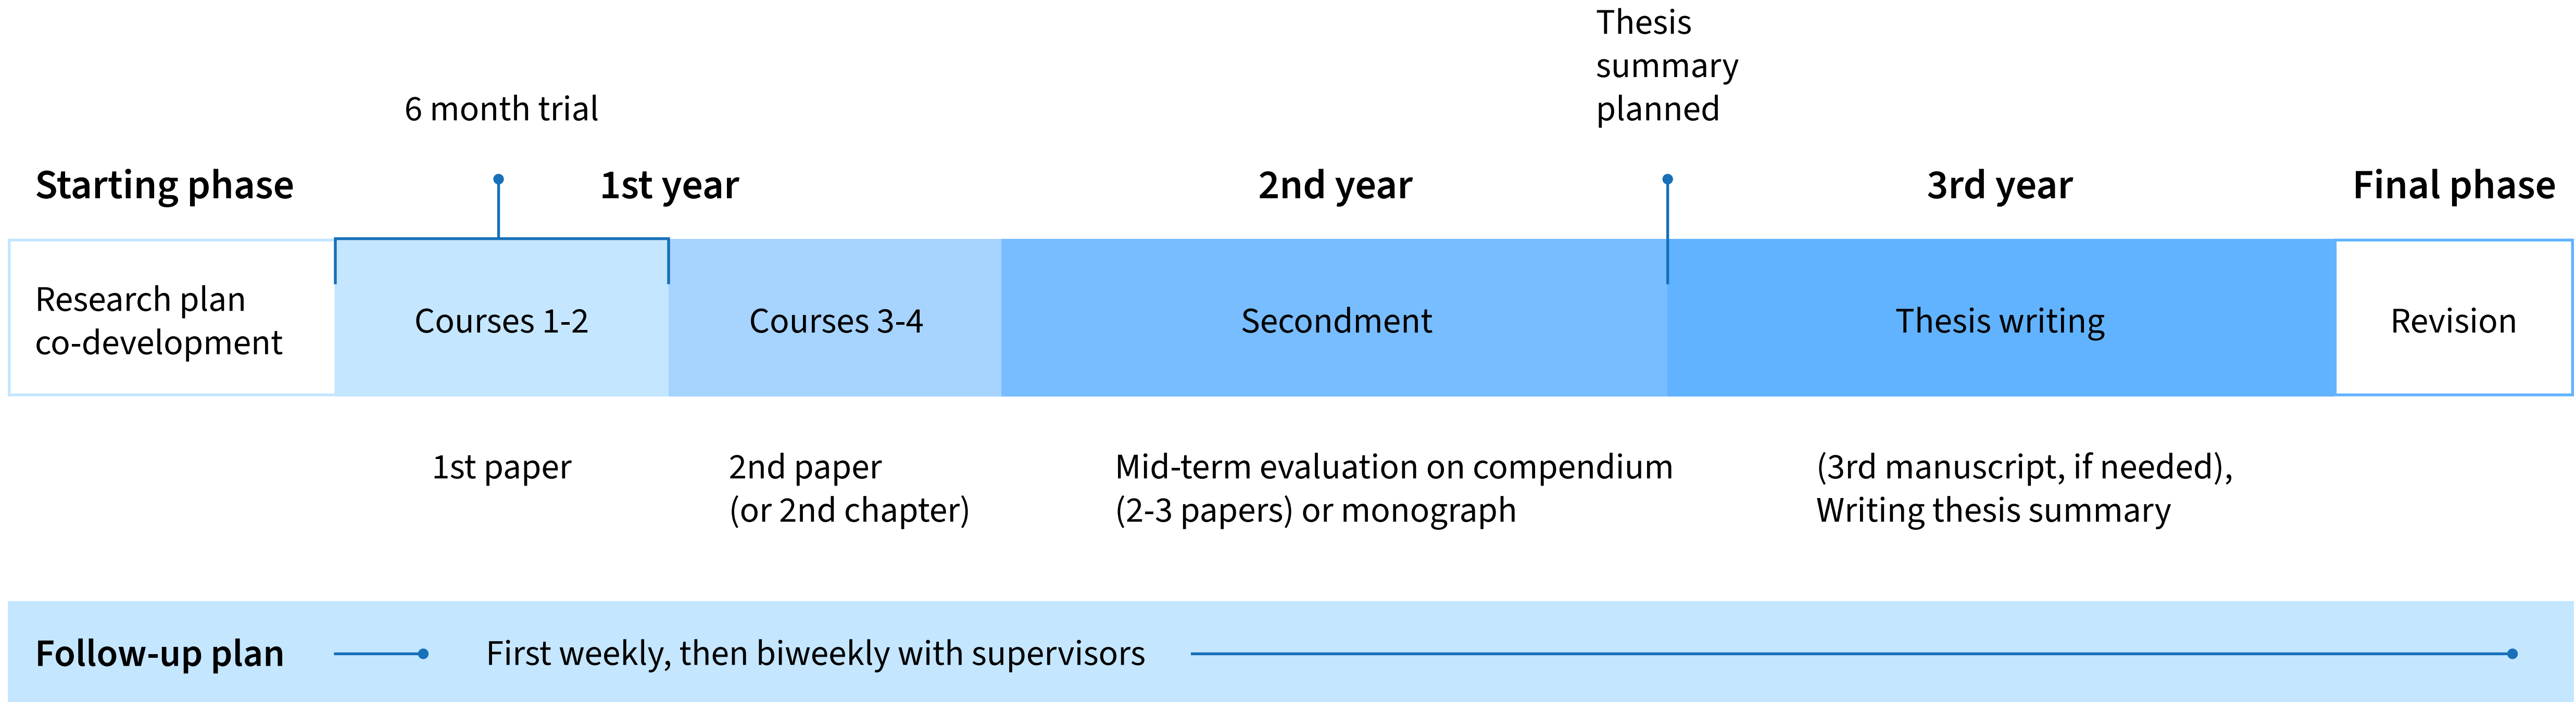 Thesis
summary
planned
6 month trial
Starting phase
1st year
2nd year
3rd year
Final phase
Research plan
co-development
Courses 1-2
Courses 3-4
Secondment
Thesis writing
Revision
1st paper
2nd paper
(or 2nd chapter)
Mid-term evaluation on compendium
(2-3 papers) or monograph
(3rd manuscript, if needed),
Writing thesis summary
Follow-up plan
First weekly, then biweekly with supervisors